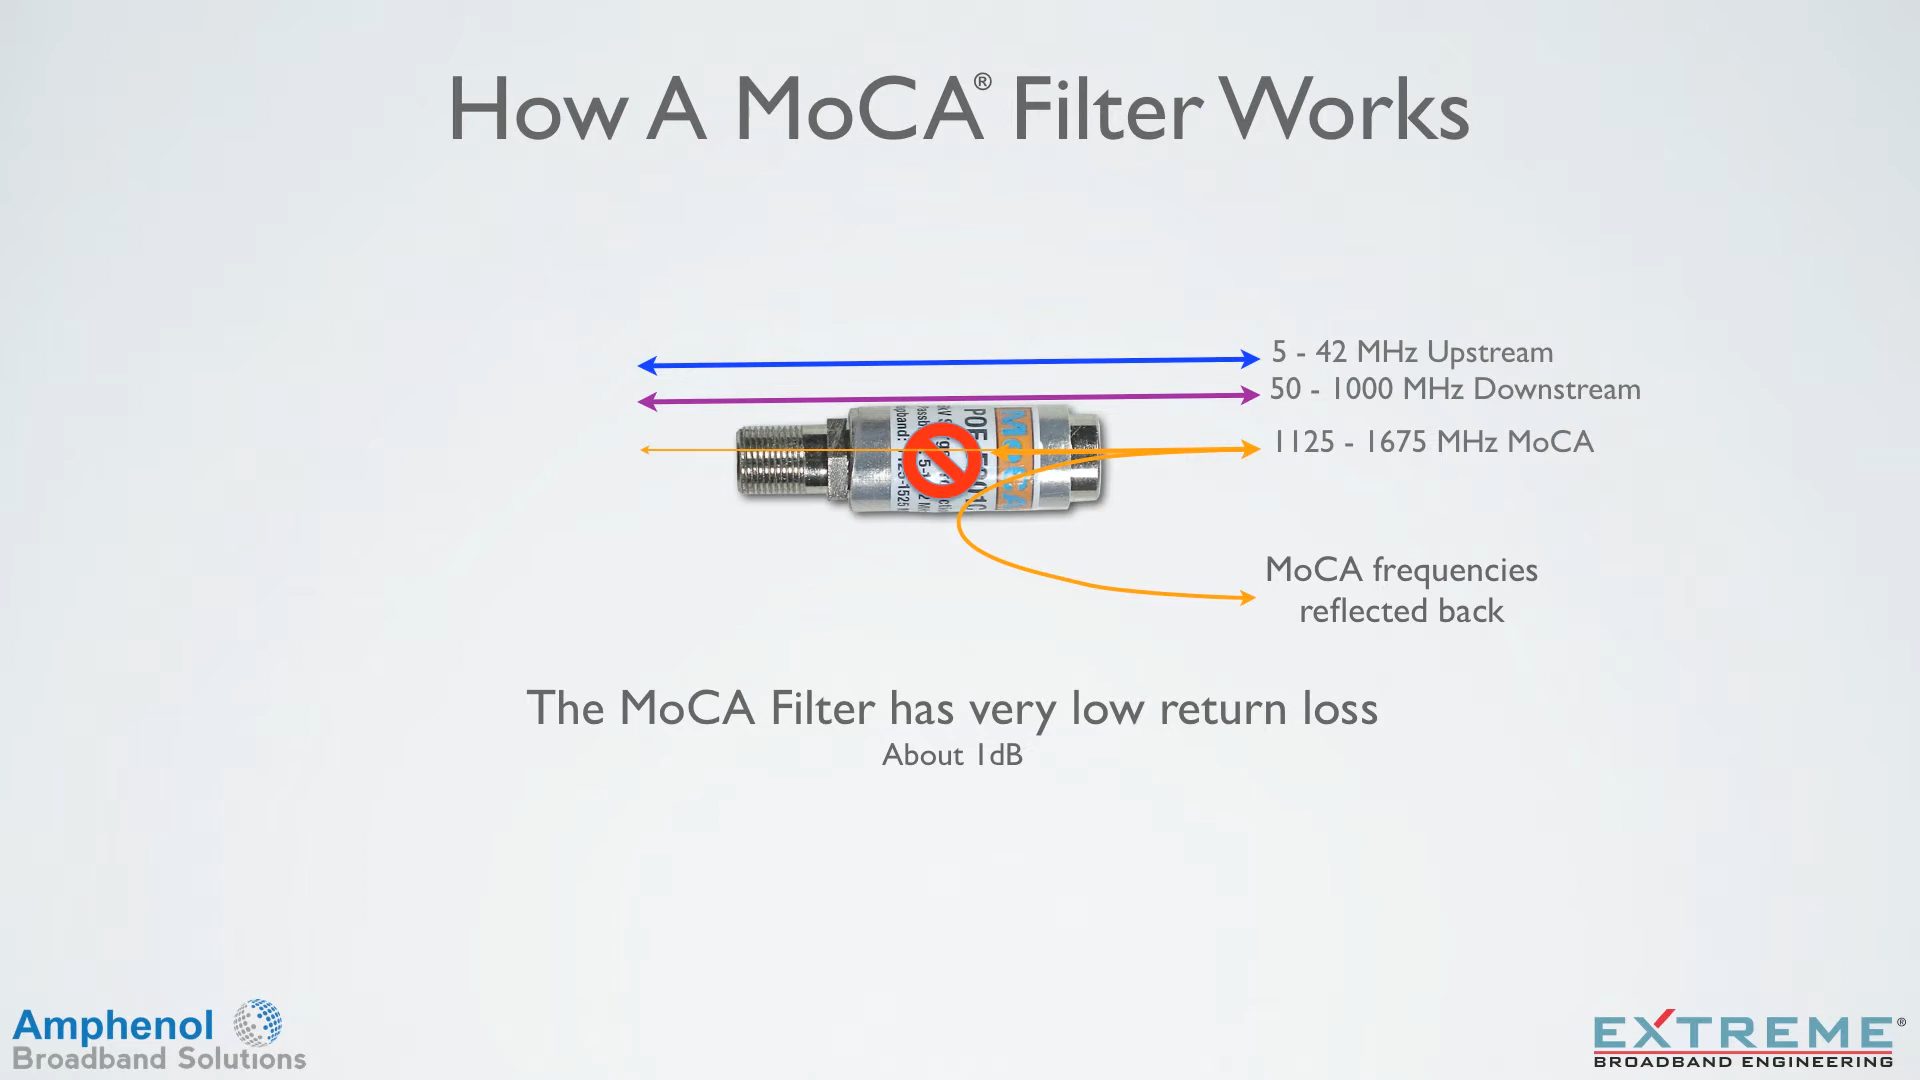 How A MoCA® Filter Works
5 - 42 MHz Upstream
50 - 1000 MHz Downstream
1125 - 1675 MHz MoCA
MoCA
MoCA frequencies
reflected back
The MoCA Filter has very low return loss
About 1dB
Amphenol
Broadband Solutions
EXTREME®
BROADBAND ENGINEERING